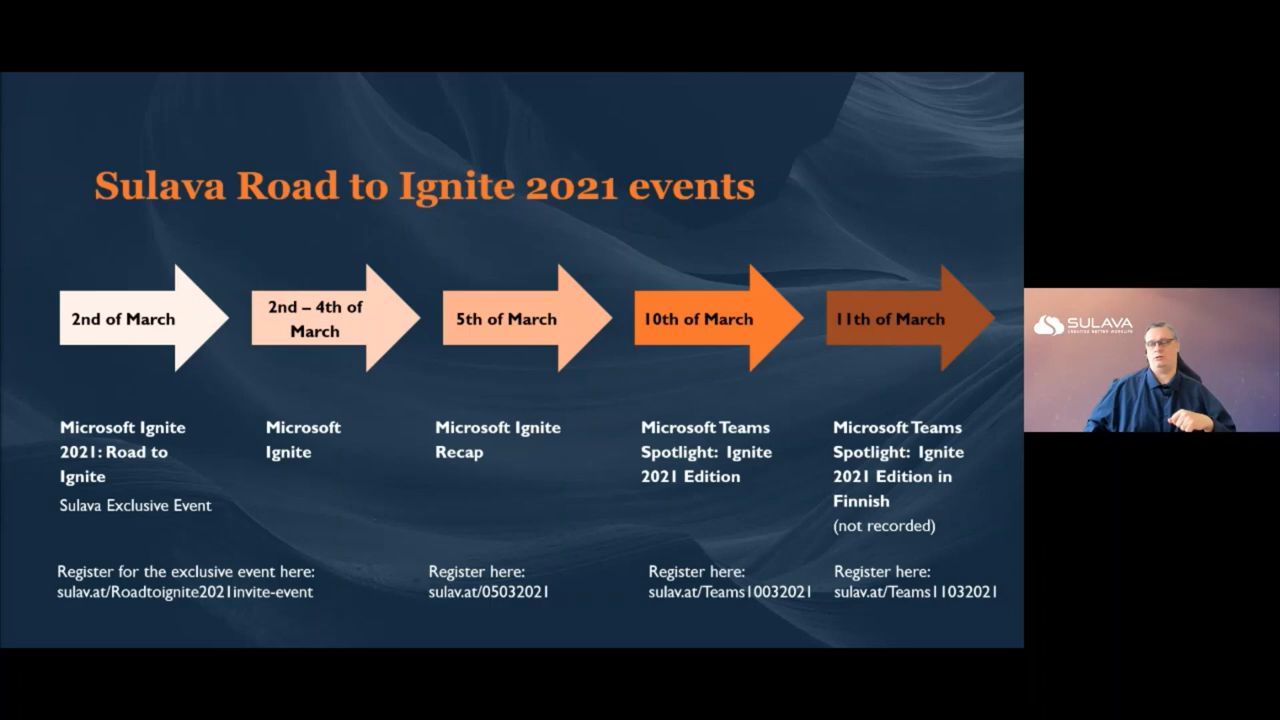 Sulava Road to Ignite 2021 events
2nd of March
2nd – 4th of
March
5th of March
10th of March
11th of March
Microsoft Ignite
2021: Road to
Ignite
Sulava Exclusive Event
Microsoft
Ignite
Microsoft Ignite
Recap
Microsoft Teams
Spotlight: Ignite
2021 Edition
Microsoft Teams
Spotlight: Ignite
2021 Edition in
Finnish
(not recorded)
Register for the exclusive event here:
sulav.at/Roadtoignite2021invite-event
Register here:
sulav.at/05032021
Register here:
sulav.at/Teams10032021
Register here:
sulav.at/Teams11032021
SULAVA